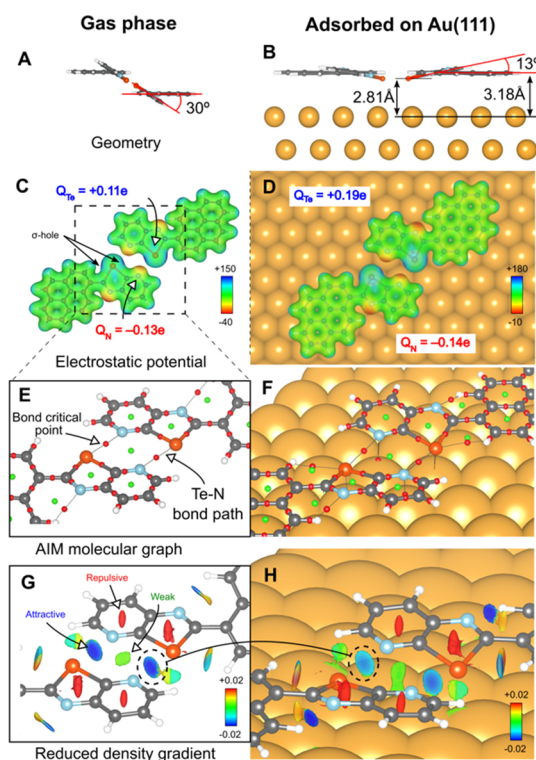 Gas phase
Adsorbed on Au(111)
A
30º
Geometry
B
13º
2.81Å
3.18Å
C
Q_Te = +0.11e
σ-hole
+150
-40
Q_N = –0.13e
Electrostatic potential
D
Q_Te = +0.19e
+180
-10
Q_N = –0.14e
E
Bond critical
point
Te-N
bond path
AIM molecular graph
F
G
Repulsive
Attractive
Weak
+0.02
-0.02
Reduced density gradient
H
+0.02
-0.02